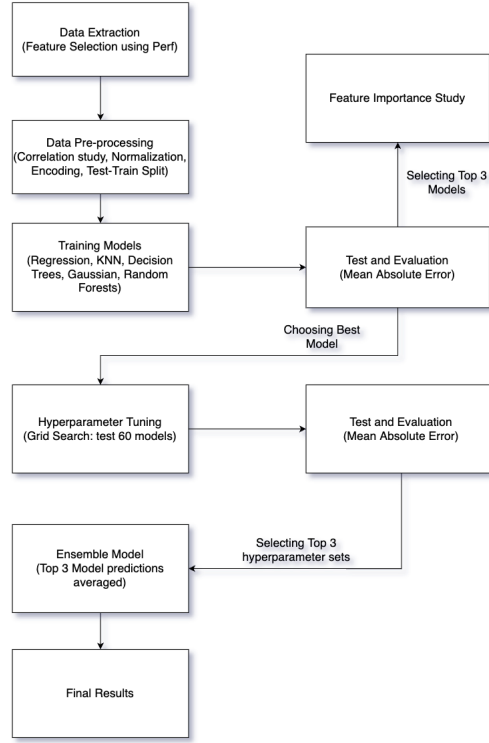 Data Extraction
(Feature Selection using Perf)
Feature Importance Study
Data Pre-processing
(Correlation study, Normalization,
Encoding, Test-Train Split)
Selecting Top 3
Models
Training Models
(Regression, KNN, Decision
Trees, Gaussian, Random
Forests)
Test and Evaluation
(Mean Absolute Error)
Choosing Best
Model
Hyperparameter Tuning
(Grid Search: test 60 models)
Test and Evaluation
(Mean Absolute Error)
Selecting Top 3
hyperparameter sets
Ensemble Model
(Top 3 Model predictions
averaged)
Final Results